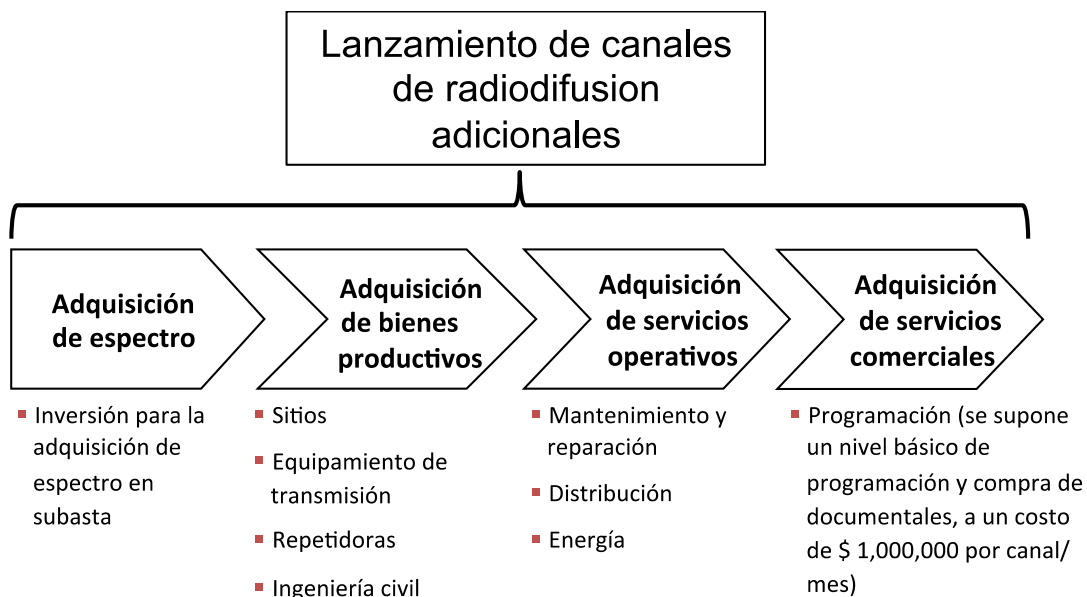 Lanzamiento de canales
de radiodifusion
adicionales
Adquisición
de espectro
Adquisición
de bienes
productivos
Adquisición
de servicios
operativos
Adquisición
de servicios
comerciales
▪ Inversión para la
adquisición de
espectro en
subasta
▪ Sitios
▪ Equipamiento de
transmisión
▪ Repetidoras
▪ Ingeniería civil
▪ Mantenimiento y
reparación
▪ Distribución
▪ Energía
▪ Programación (se supone
un nivel básico de
programación y compra de
documentales, a un costo
de $ 1,000,000 por canal/
mes)